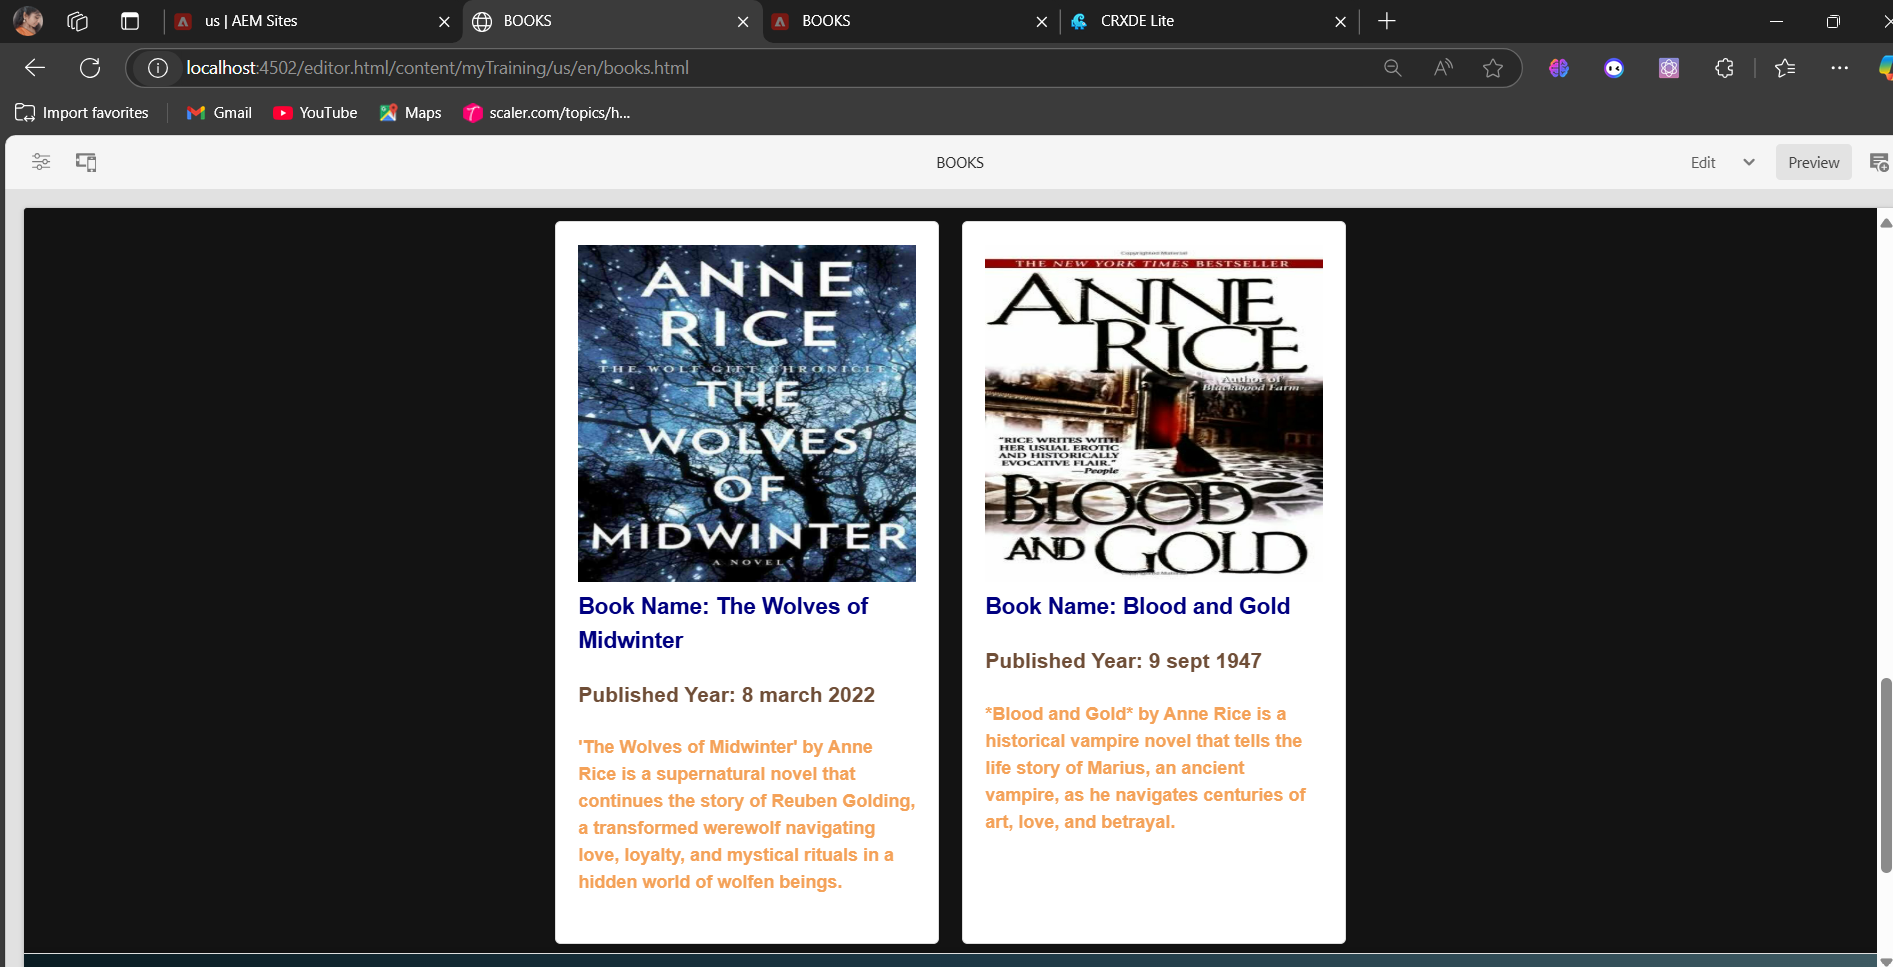 us | AEM Sites
BOOKS
BOOKS
CRXDE Lite
localhost:4502/editor.html/content/myTraining/us/en/books.html
Import favorites
Gmail
YouTube
Maps
scaler.com/topics/h...
BOOKS
Edit
Preview
ANNE
RICE
THE WOLF GIFT CHRONICLES
THE
WOLVES
OF
MIDWINTER
A NOVEL
Book Name: The Wolves of
Midwinter
Published Year: 8 march 2022
'The Wolves of Midwinter' by Anne
Rice is a supernatural novel that
continues the story of Reuben Golding,
a transformed werewolf navigating
love, loyalty, and mystical rituals in a
hidden world of wolfen beings.
Copyrighted Material
THE NEW YORK TIMES BESTSELLER
ANNE
RICE
Author of
Blackwood Farm
"RICE WRITES WITH
HER USUAL EROTIC
AND HISTORICALLY
EVOCATIVE FLAIR."
—People
BLOOD
AND GOLD
Book Name: Blood and Gold
Published Year: 9 sept 1947
*Blood and Gold* by Anne Rice is a
historical vampire novel that tells the
life story of Marius, an ancient
vampire, as he navigates centuries of
art, love, and betrayal.